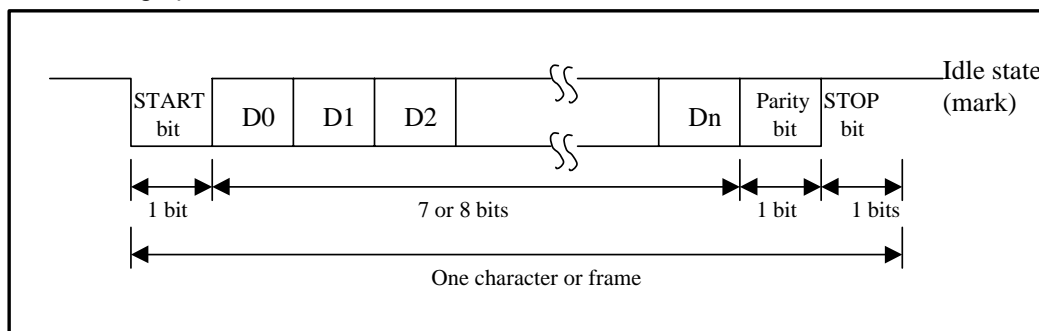 Idle state
(mark)
START
bit
D0
D1
D2
Dn
Parity
bit
STOP
bit
1 bit
7 or 8 bits
1 bit
1 bits
One character or frame